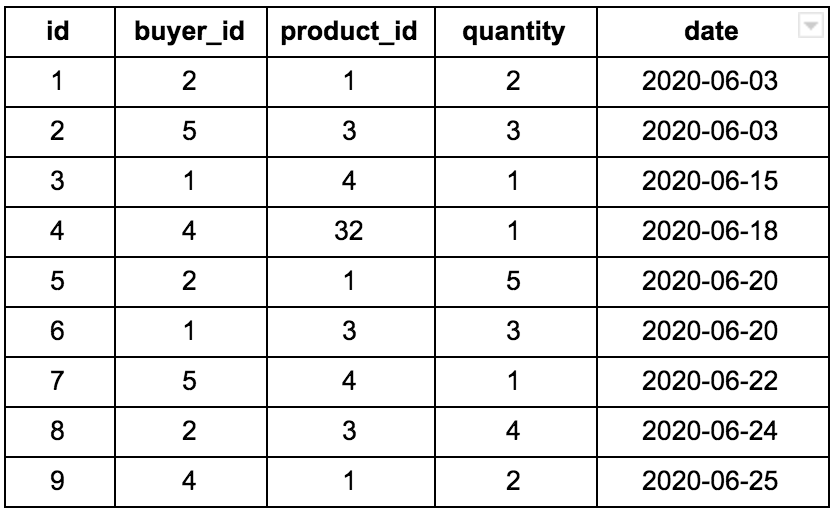 id buyer_id product_id quantity date
1 2 1 2 2020-06-03
2 5 3 3 2020-06-03
3 1 4 1 2020-06-15
4 4 32 1 2020-06-18
5 2 1 5 2020-06-20
6 1 3 3 2020-06-20
7 5 4 1 2020-06-22
8 2 3 4 2020-06-24
9 4 1 2 2020-06-25